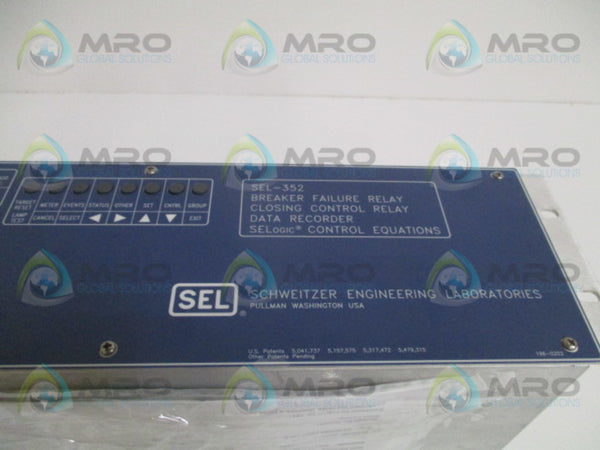 MRO
GLOBAL SOLUTIONS
TARGET RESET METER EVENTS STATUS OTHER SET CNTRL GROUP
LAMP TEST CANCEL SELECT ◀ ▶ ▲ ▼ EXIT
SEL-352
BREAKER FAILURE RELAY
CLOSING CONTROL RELAY
DATA RECORDER
SELOGIC® CONTROL EQUATIONS
SEL®
SCHWEITZER ENGINEERING LABORATORIES
PULLMAN WASHINGTON USA
U.S. Patents 5,041,737 5,157,575 5,317,472 5,479,315
Other Patents Pending